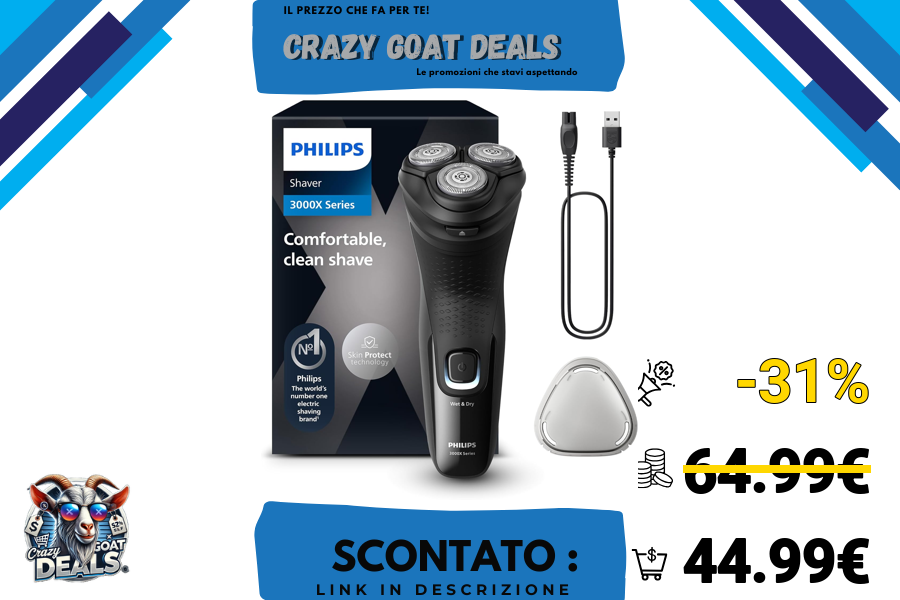 IL PREZZO CHE FA PER TE!
CRAZY GOAT DEALS
Le promozioni che stavi aspettando
PHILIPS
Shaver
3000X Series
Comfortable,
clean shave
Nº1
Philips
The world's
number one
electric
shaving
brand¹
Skin Protect
technology
Wet & Dry
PHILIPS
3000X Series
-31%
64.99€
44.99€
SCONTATO :
LINK IN DESCRIZIONE
$
Crazy
GOAT
DEALS